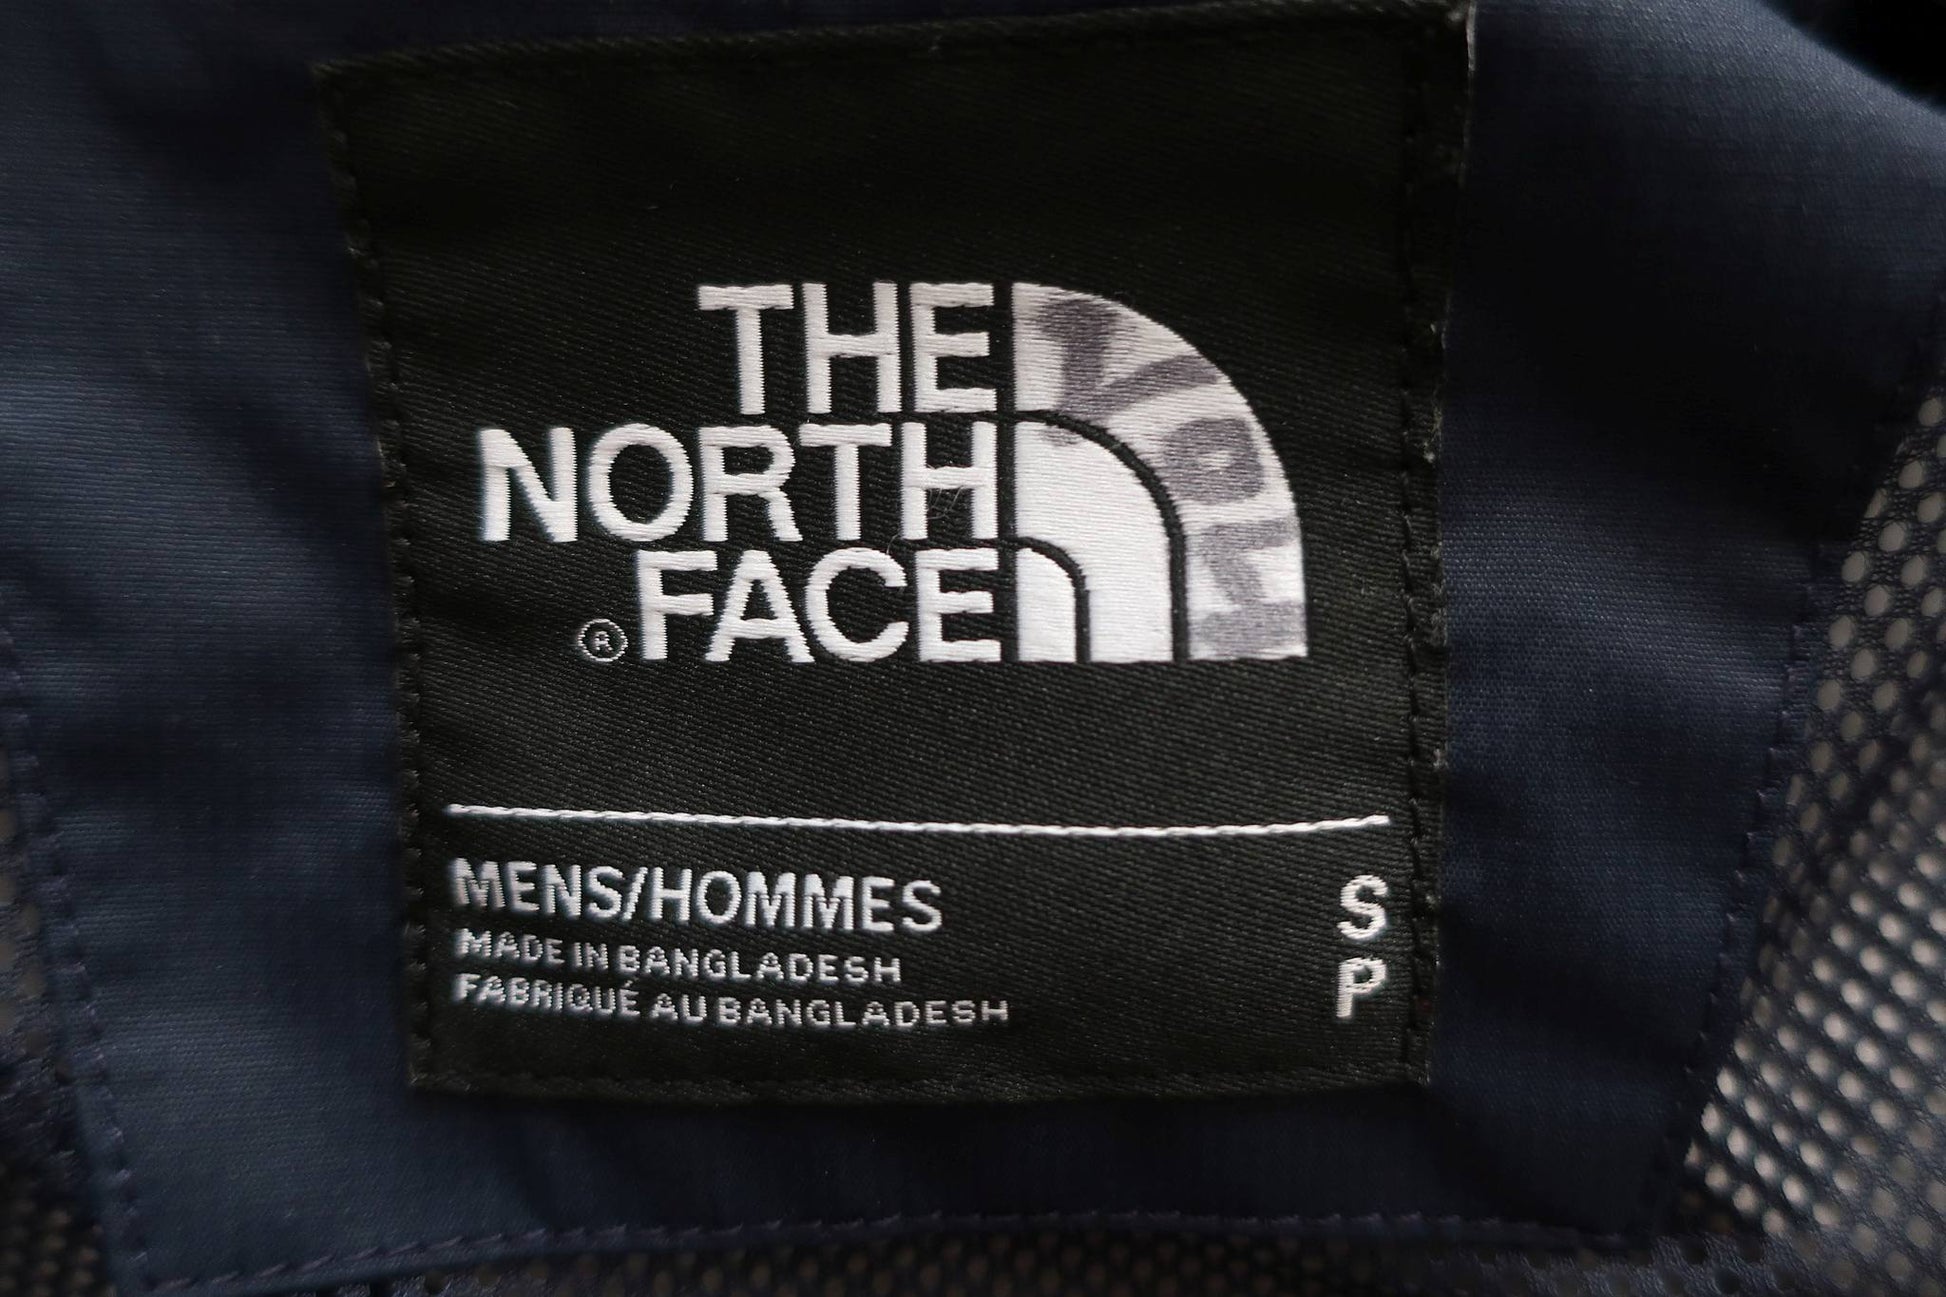 THE
NORTH
® FACE
MENS/HOMMES
MADE IN BANGLADESH
FABRIQUÉ AU BANGLADESH
S
P